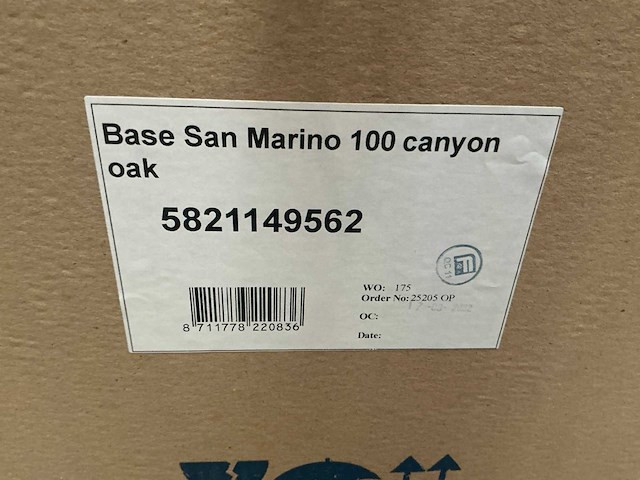 Base San Marino 100 canyon
oak
5821149562
WO: 175
Order No: 25205 OP
OC:
Date:
8 711778 220836